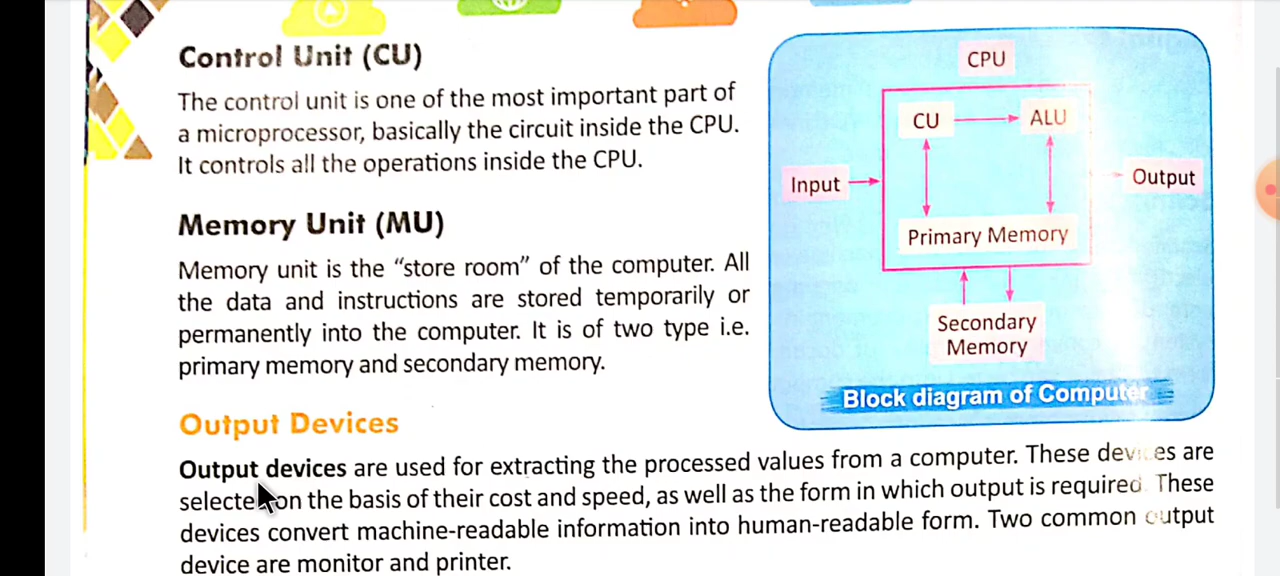 Control Unit (CU)
The control unit is one of the most important part of
a microprocessor, basically the circuit inside the CPU.
It controls all the operations inside the CPU.
Memory Unit (MU)
Memory unit is the “store room” of the computer. All
the data and instructions are stored temporarily or
permanently into the computer. It is of two type i.e.
primary memory and secondary memory.
CPU
CU
ALU
Input
Output
Primary Memory
Secondary
Memory
Block diagram of Computer
Output Devices
Output devices are used for extracting the processed values from a computer. These devices are
selected on the basis of their cost and speed, as well as the form in which output is required. These
devices convert machine-readable information into human-readable form. Two common output
device are monitor and printer.